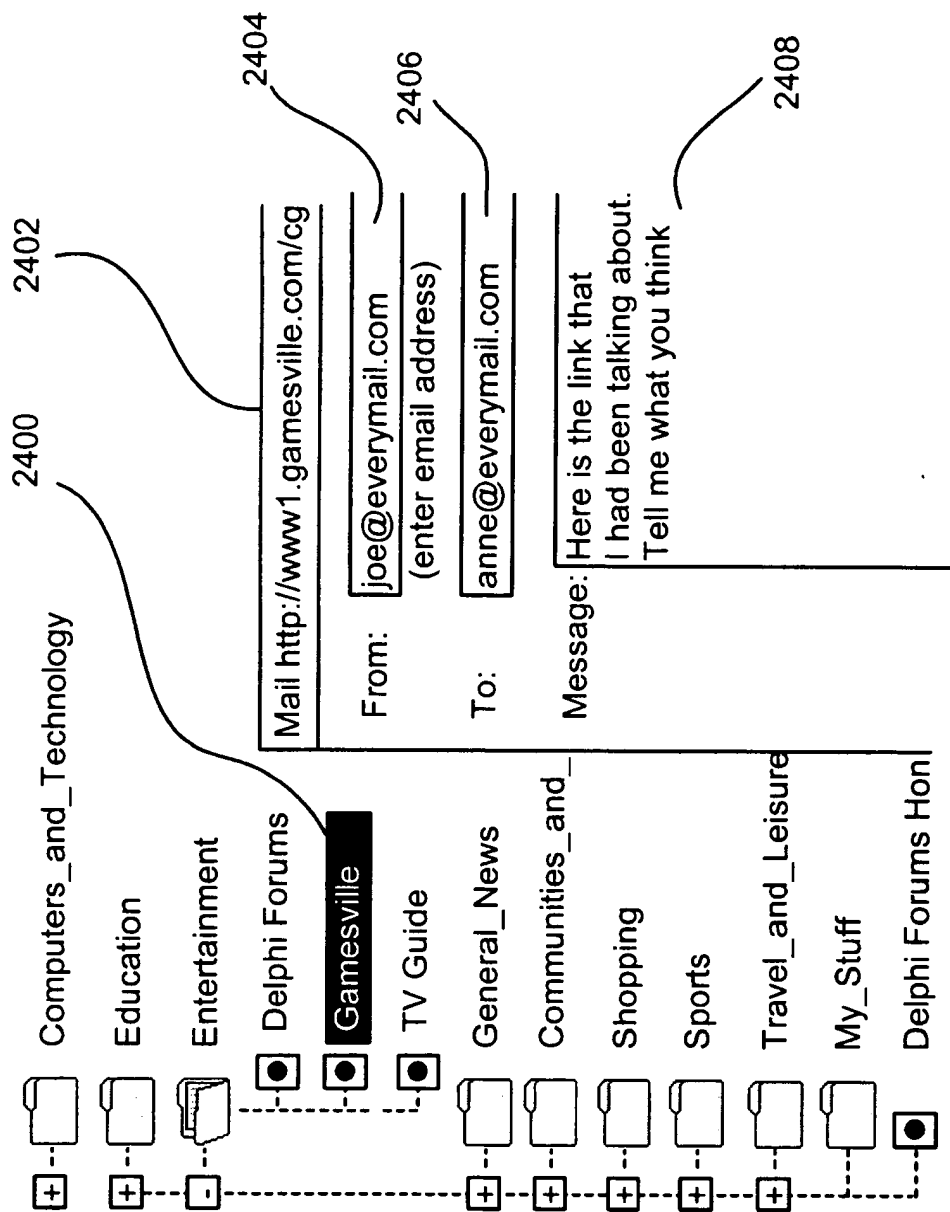 2400
2402
2404
2406
2408
Computers_and_Technology
Education
Entertainment
Delphi Forums
Gamesville
TV Guide
General_News
Communities_and_
Shopping
Sports
Travel_and_Leisure
My_Stuff
Delphi Forums Hon
Mail http://www1.gamesville.com/cg
From: joe@everymail.com
(enter email address)
To: anne@everymail.com
Message: Here is the link that
I had been talking about.
Tell me what you think